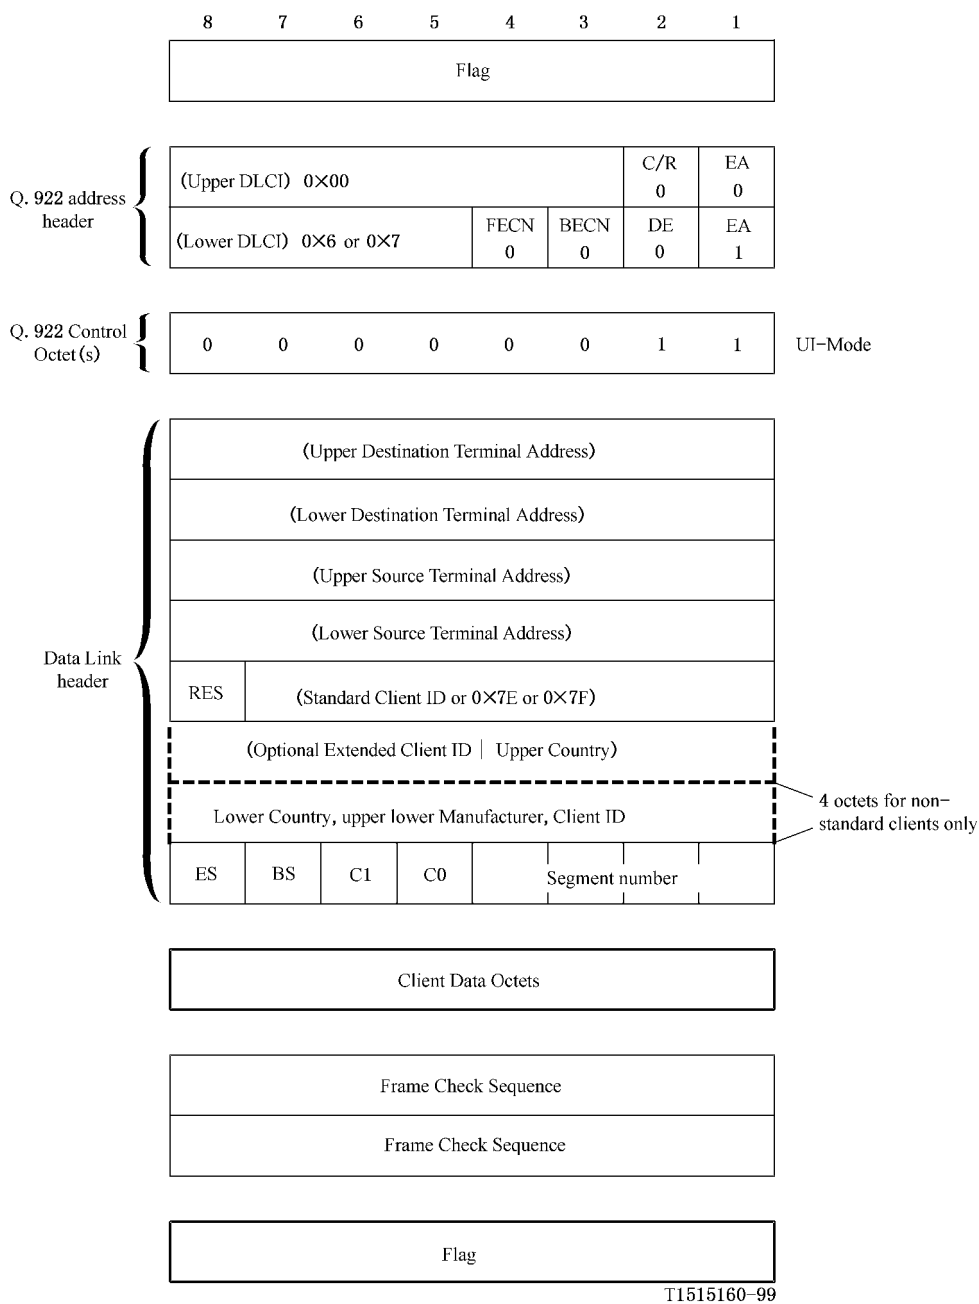 8 7 6 5 4 3 2 1
Flag
Q. 922 address
header
(Upper DLCI) 0×00
C/R
0
EA
0
(Lower DLCI) 0×6 or 0×7
FECN
0
BECN
0
DE
0
EA
1
Q. 922 Control
Octet(s)
0 0 0 0 0 0 1 1
UI-Mode
Data Link
header
(Upper Destination Terminal Address)
(Lower Destination Terminal Address)
(Upper Source Terminal Address)
(Lower Source Terminal Address)
RES
(Standard Client ID or 0×7E or 0×7F)
(Optional Extended Client ID | Upper Country)
Lower Country, upper lower Manufacturer, Client ID
4 octets for non-
standard clients only
ES BS C1 C0 Segment number
Client Data Octets
Frame Check Sequence
Frame Check Sequence
Flag
T1515160-99